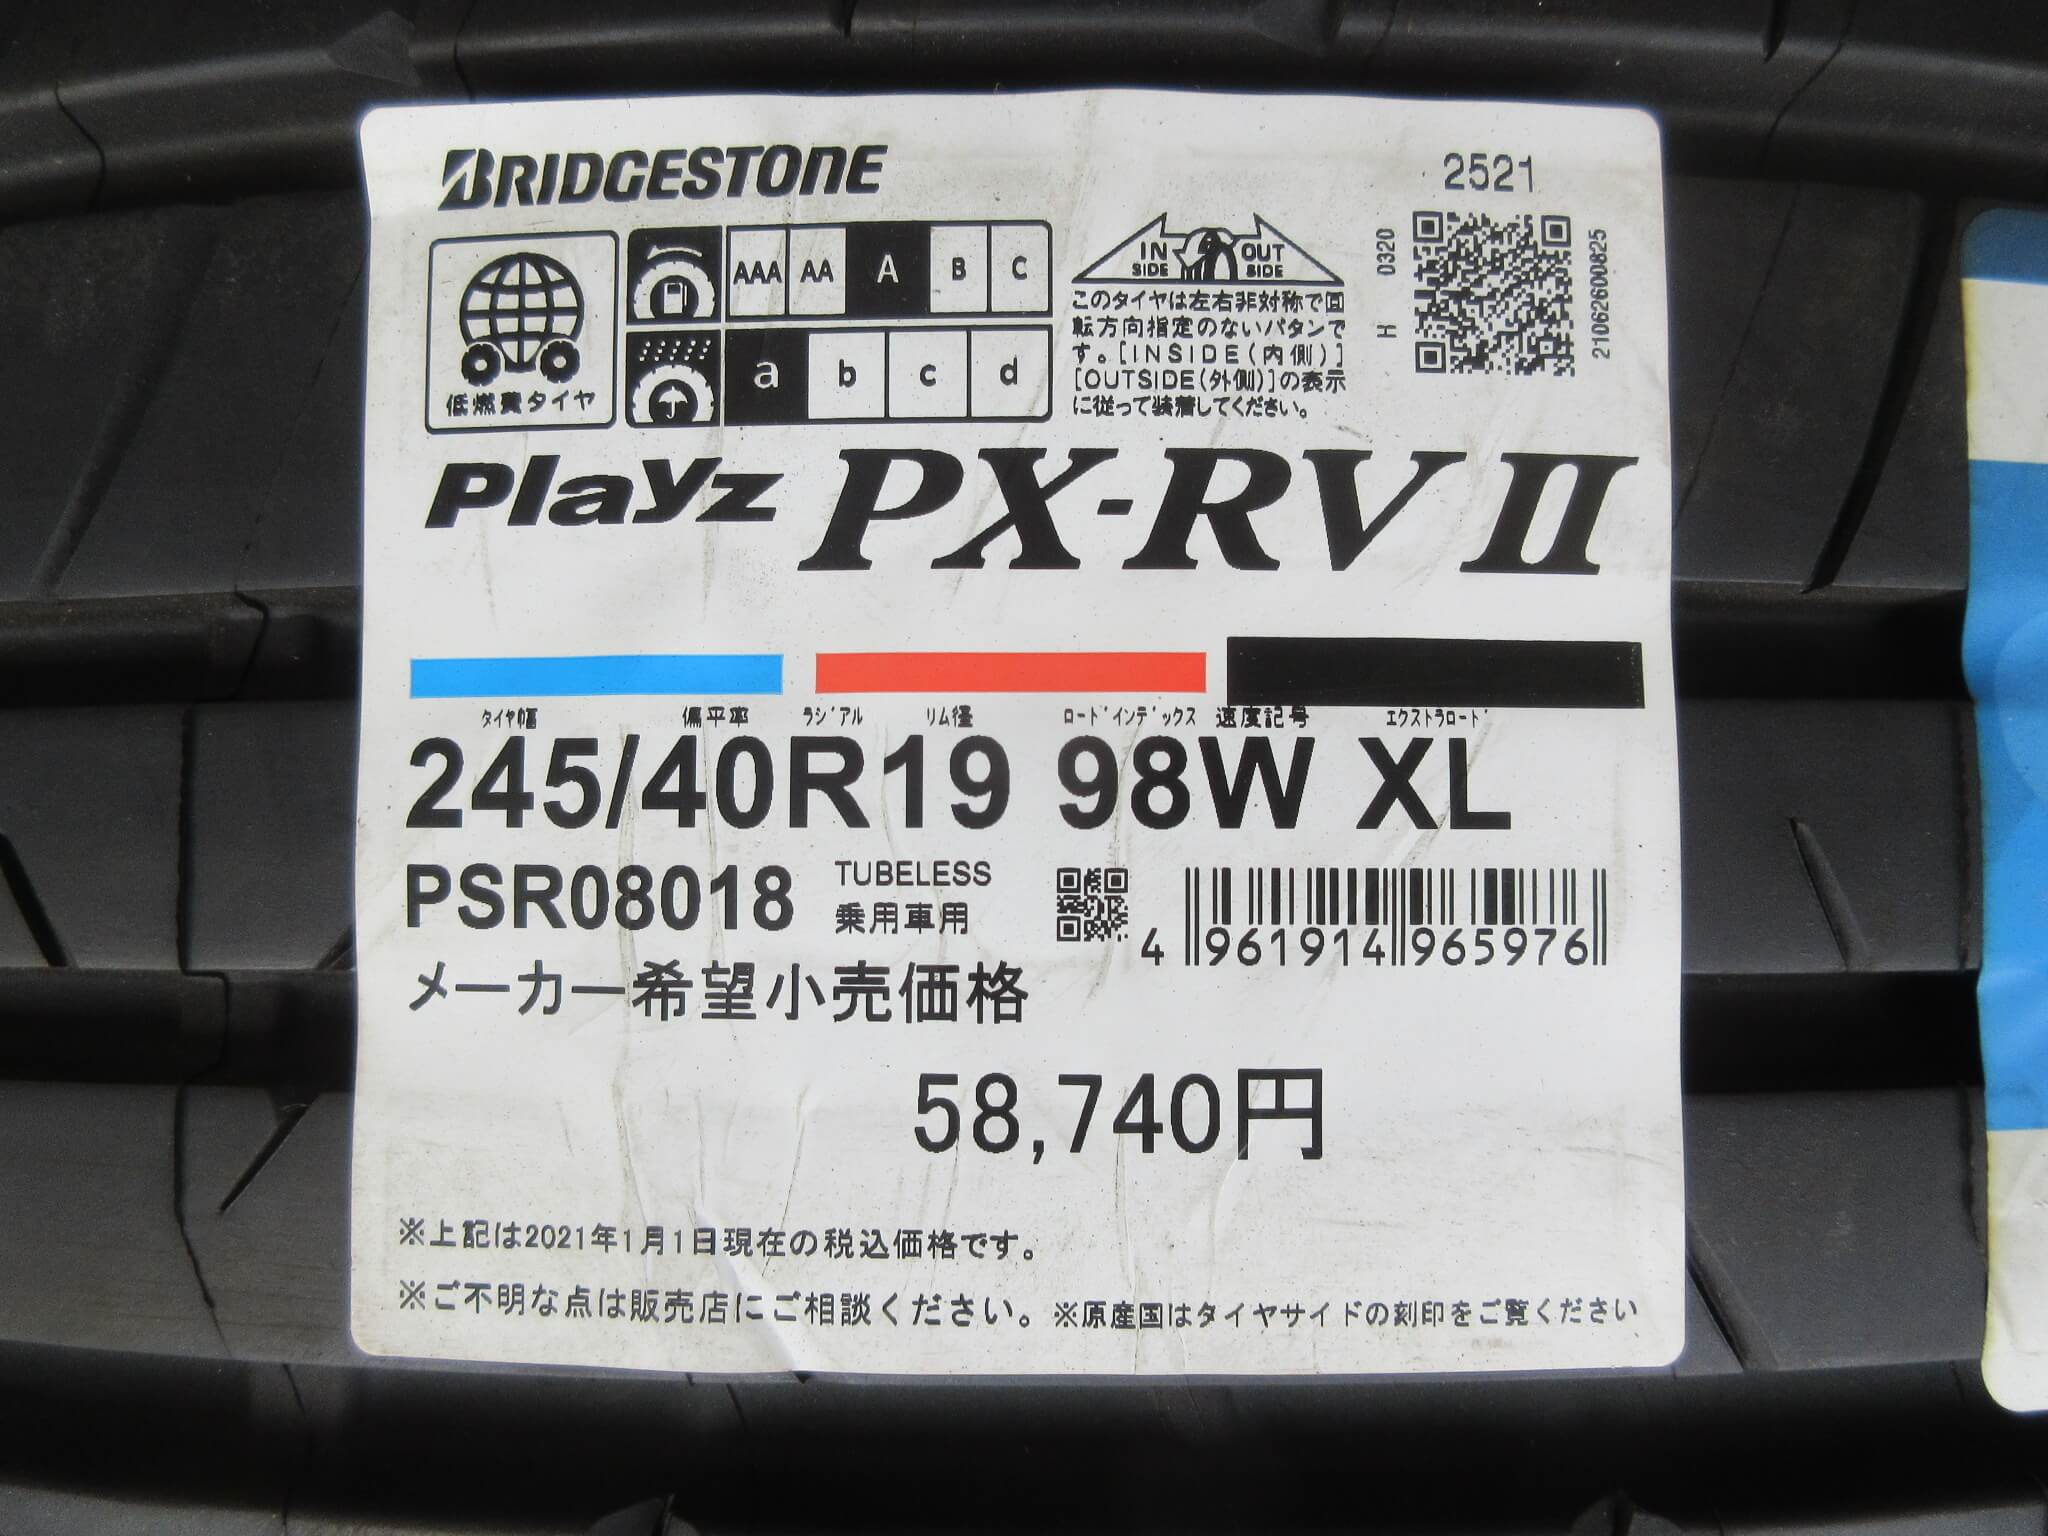 BRIDGESTONE
2521
低燃費タイヤ
AAA AA A B C
a b c d
IN SIDE OUT SIDE
このタイヤは左右非対称で回
転方向指定のないパタンで
す。[INSIDE(内側)]
[OUTSIDE(外側)]の表示
に従って装着してください。
H 0320
21062600825
Playz PX-RV II
タイヤ幅 偏平率 ラジアル リム径 ロードインデックス 速度記号 エクストラロード
245/40R19 98W XL
PSR08018 TUBELESS
乗用車用
4 961914 965976
メーカー希望小売価格
58,740円
※上記は2021年1月1日現在の税込価格です。
※ご不明な点は販売店にご相談ください。※原産国はタイヤサイドの刻印をご覧ください